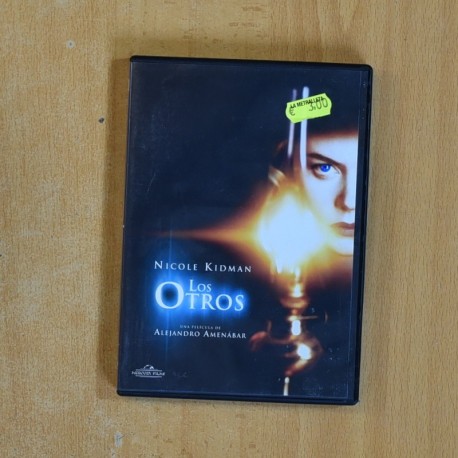 LA METRALLETA
€ 3.00
NICOLE KIDMAN
LOS
OTROS
UNA PELÍCULA DE
ALEJANDRO AMENÁBAR